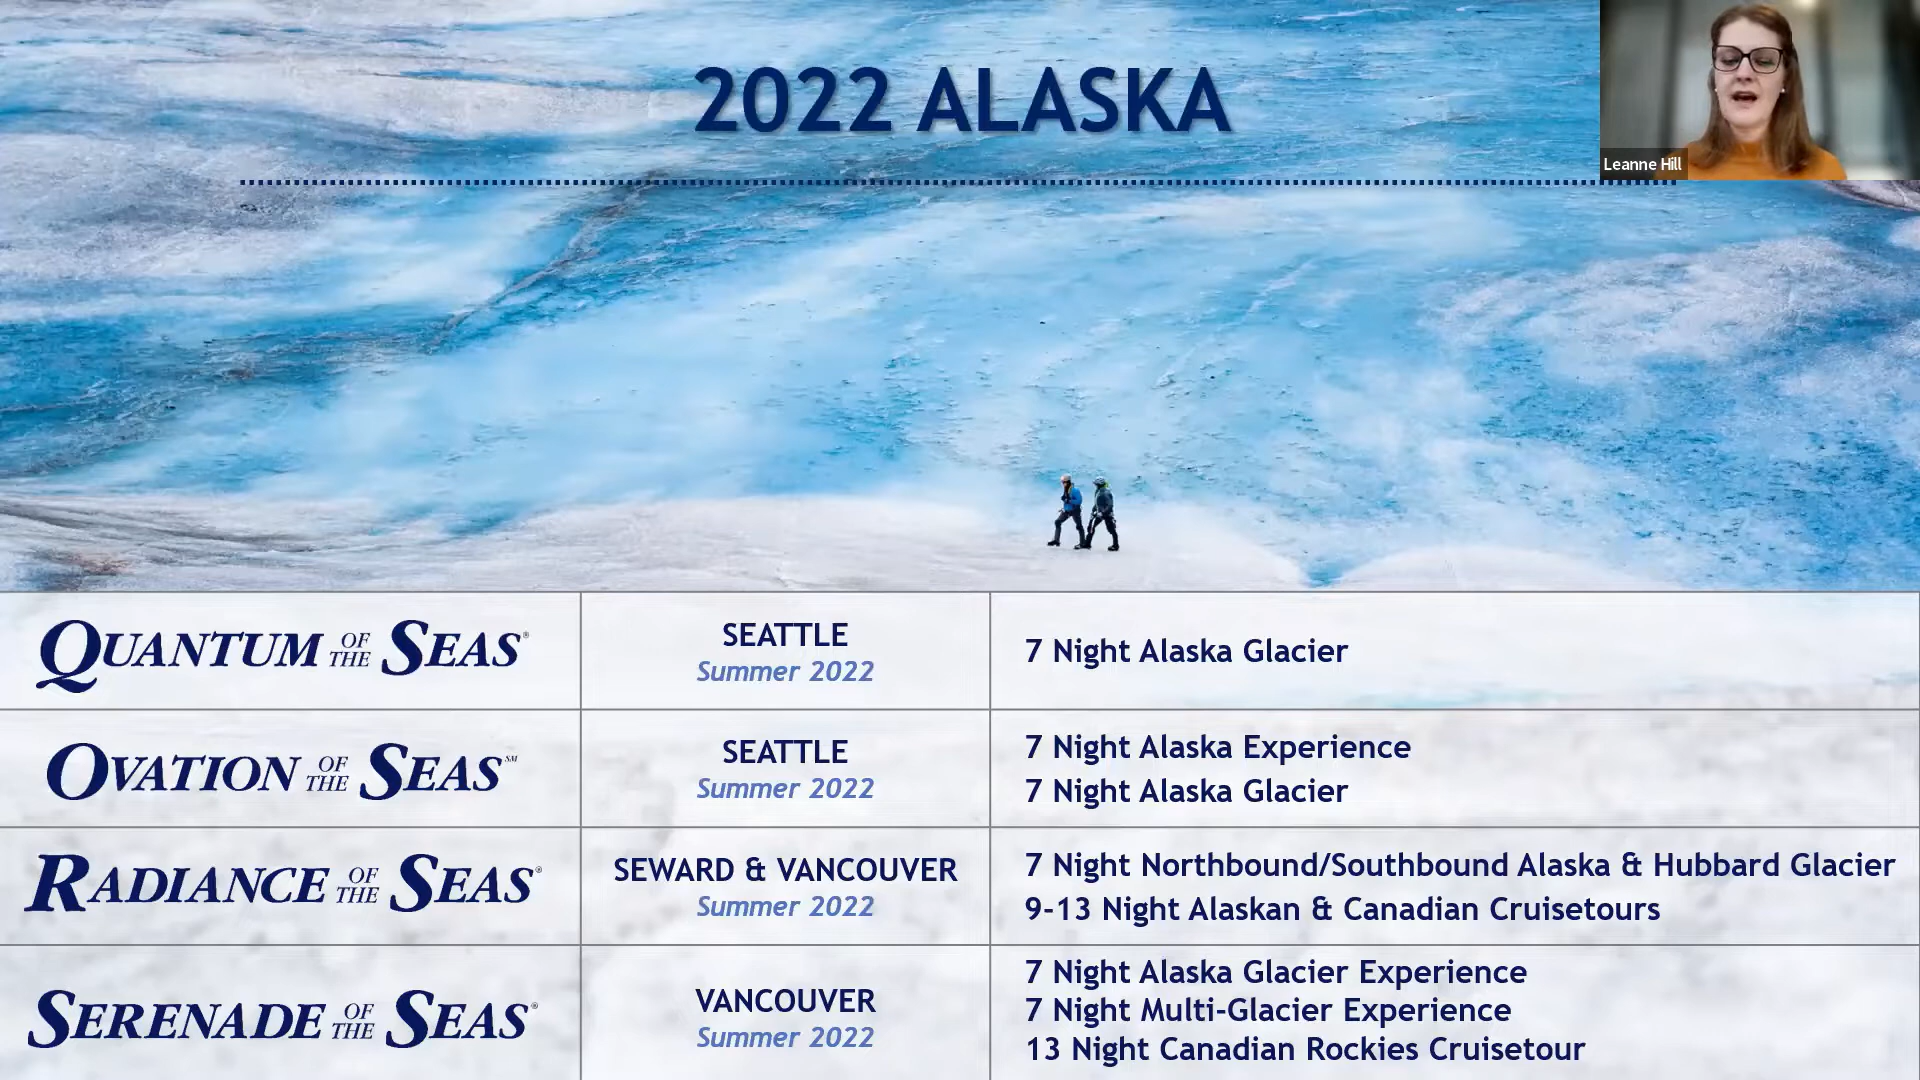 2022 ALASKA
Leanne Hill
QUANTUM OF THE SEAS®
SEATTLE
Summer 2022
7 Night Alaska Glacier
OVATION OF THE SEAS℠
SEATTLE
Summer 2022
7 Night Alaska Experience
7 Night Alaska Glacier
RADIANCE OF THE SEAS®
SEWARD & VANCOUVER
Summer 2022
7 Night Northbound/Southbound Alaska & Hubbard Glacier
9-13 Night Alaskan & Canadian Cruisetours
SERENADE OF THE SEAS®
VANCOUVER
Summer 2022
7 Night Alaska Glacier Experience
7 Night Multi-Glacier Experience
13 Night Canadian Rockies Cruisetour